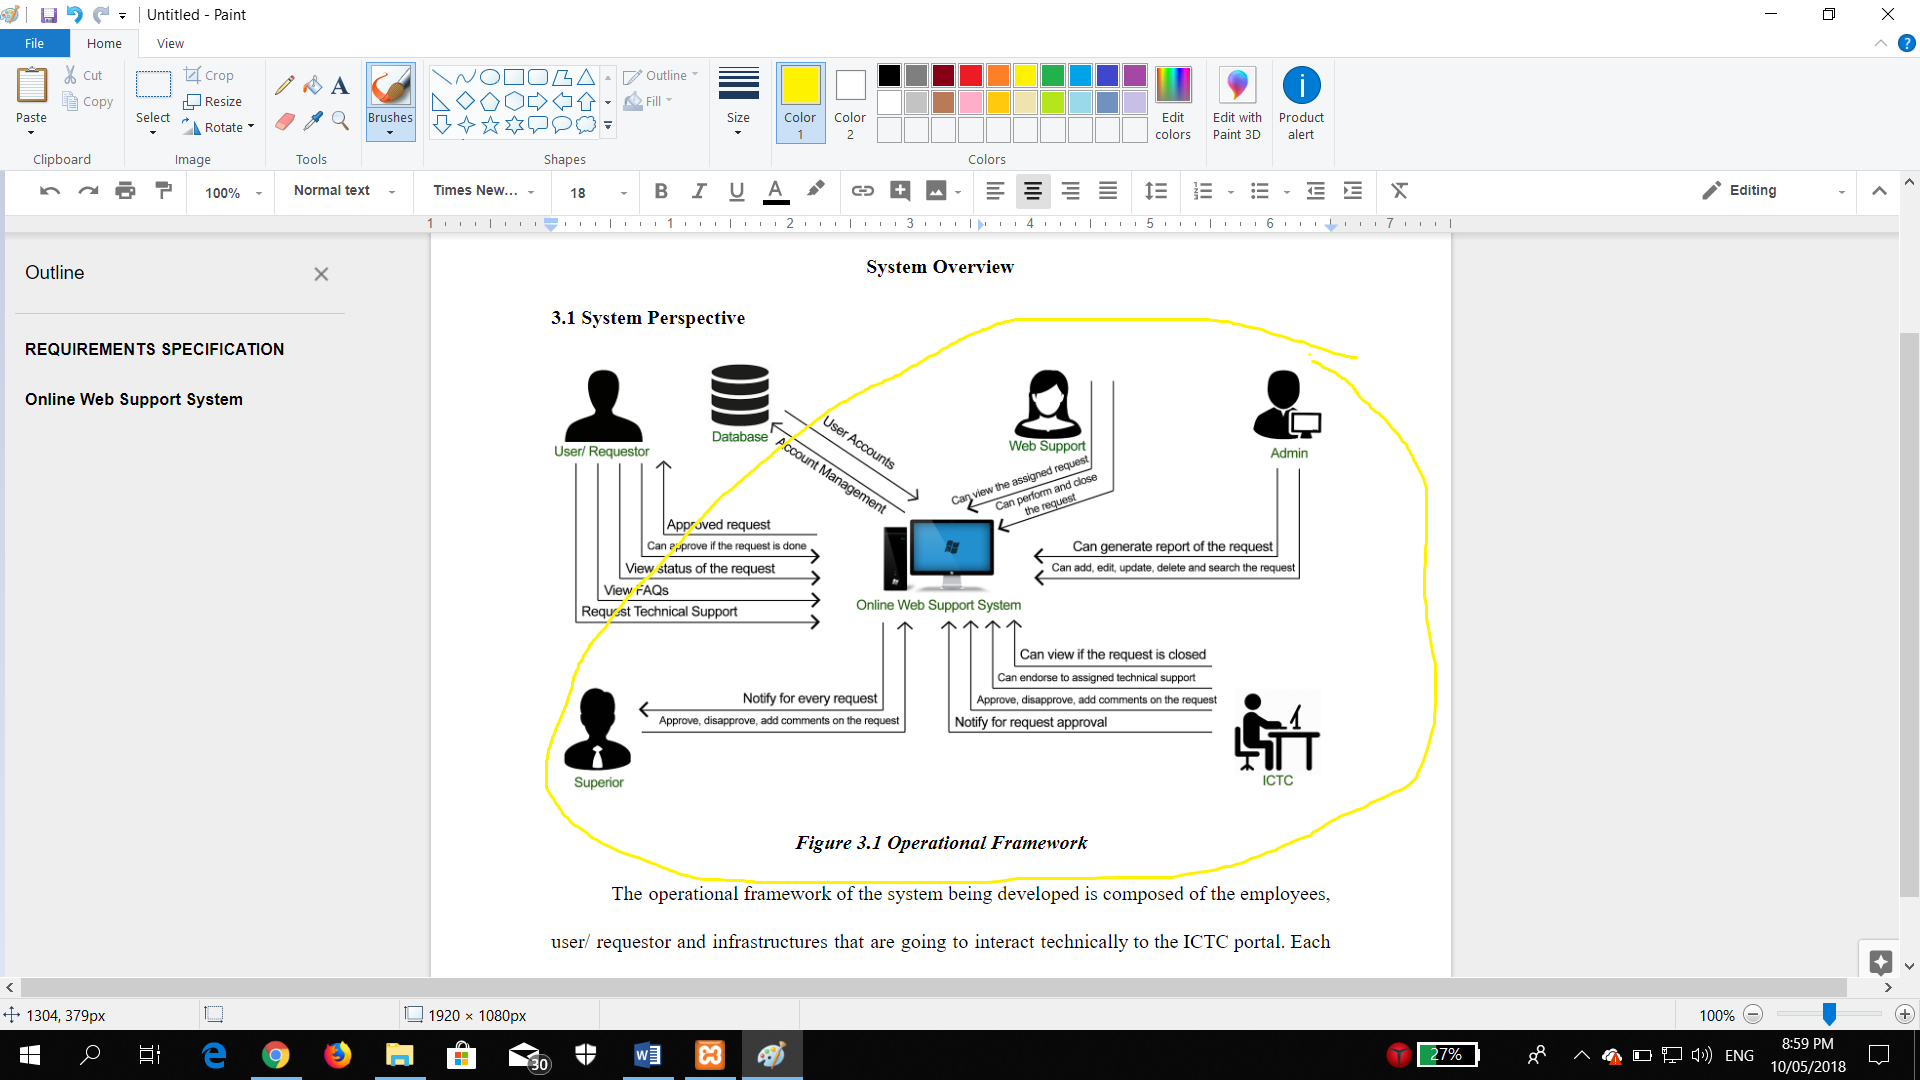 Untitled - Paint
File Home View
Paste
Cut
Copy
Clipboard
Select
Crop
Resize
Rotate
Image
A
Tools
Brushes
Outline
Fill
Shapes
Size
Color 1
Color 2
Edit colors
Colors
Edit with Paint 3D
Product alert
100% Normal text Times New... 18 B I U A Editing
1 1 2 3 4 5 6 7
Outline
REQUIREMENTS SPECIFICATION
Online Web Support System
System Overview
3.1 System Perspective
User/ Requestor
Database
Web Support
Admin
User Accounts
Account Management
Can view the assigned request
Can perform and close
the request
Approved request
Can approve if the request is done
View status of the request
View FAQs
Request Technical Support
Can generate report of the request
Can add, edit, update, delete and search the request
Online Web Support System
Can view if the request is closed
Can endorse to assigned technical support
Approve, disapprove, add comments on the request
Notify for request approval
Notify for every request
Approve, disapprove, add comments on the request
Superior
ICTC
Figure 3.1 Operational Framework
The operational framework of the system being developed is composed of the employees,
user/ requestor and infrastructures that are going to interact technically to the ICTC portal. Each
1304, 379px
1920 × 1080px
100%
30
27%
ENG
8:59 PM
10/05/2018